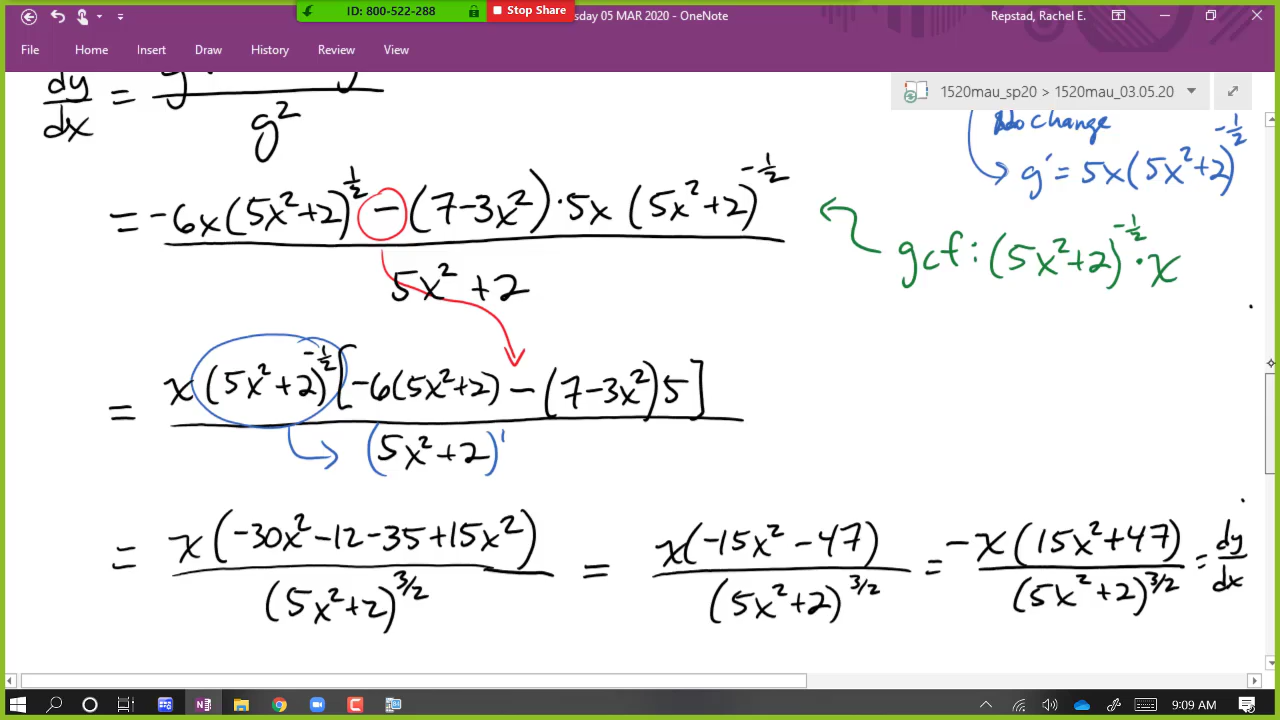 ID: 800-522-288 Stop Share sday 05 MAR 2020 - OneNote Repstad, Rachel E.
File Home Insert Draw History Review View
1520mau_sp20 > 1520mau_03.05.20
dy/dx = / g²
No change
g' = 5x(5x²+2)^-1/2
= -6x(5x²+2)^1/2 - (7-3x²)·5x (5x²+2)^-1/2
5x²+2
gcf: (5x²+2)^-1/2 · x
= x(5x²+2)^-1/2 [-6(5x²+2) - (7-3x²)5]
(5x²+2)¹
= x(-30x²-12-35+15x²) / (5x²+2)^3/2 = x(-15x²-47) / (5x²+2)^3/2 = -x(15x²+47) / (5x²+2)^3/2 = dy/dx
9:09 AM